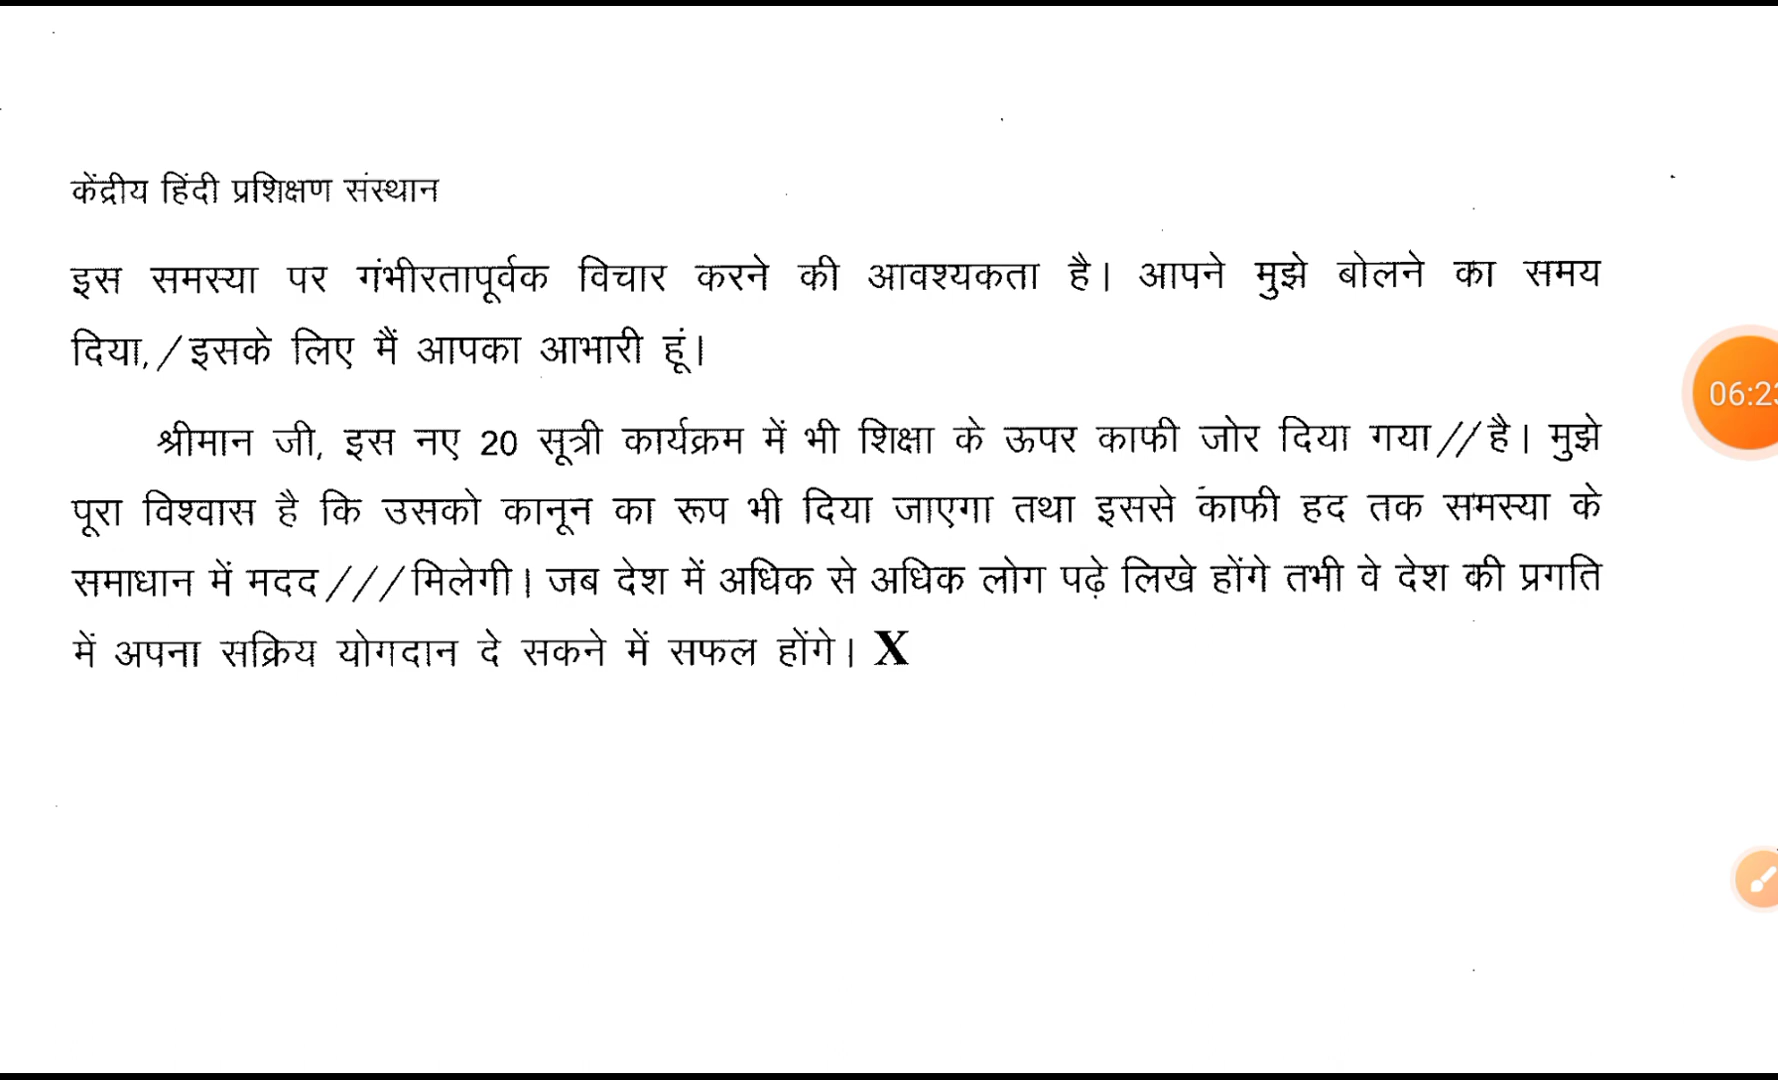 केंद्रीय हिंदी प्रशिक्षण संस्थान
इस समस्या पर गंभीरतापूर्वक विचार करने की आवश्यकता है। आपने मुझे बोलने का समय
दिया, / इसके लिए मैं आपका आभारी हूं।
श्रीमान जी, इस नए 20 सूत्री कार्यक्रम में भी शिक्षा के ऊपर काफी जोर दिया गया // है। मुझे
पूरा विश्वास है कि उसको कानून का रूप भी दिया जाएगा तथा इससे काफी हद तक समस्या के
समाधान में मदद /// मिलेगी। जब देश में अधिक से अधिक लोग पढ़े लिखे होंगे तभी वे देश की प्रगति
में अपना सक्रिय योगदान दे सकने में सफल होंगे। X